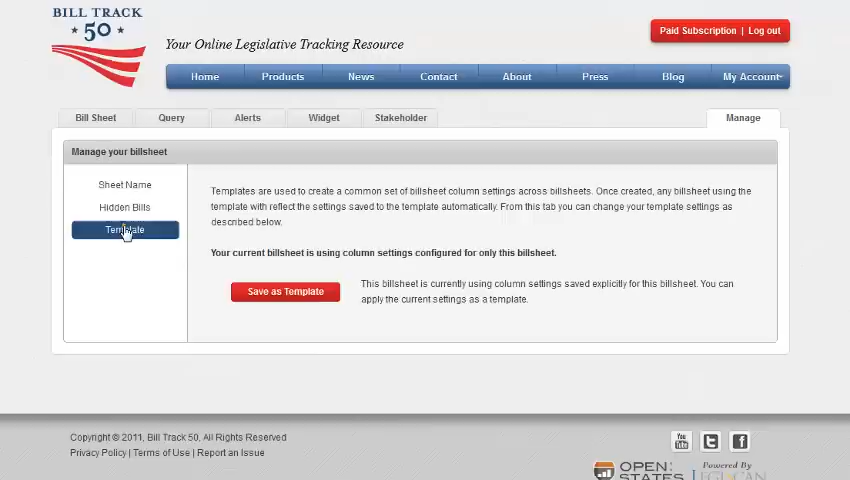 BILL TRACK
50
Your Online Legislative Tracking Resource
Paid Subscription | Log out
Home Products News Contact About Press Blog My Account
Bill Sheet Query Alerts Widget Stakeholder Manage
Manage your billsheet
Sheet Name
Hidden Bills
Template
Templates are used to create a common set of billsheet column settings across billsheets. Once created, any billsheet using the
template with reflect the settings saved to the template automatically. From this tab you can change your template settings as
described below.
Your current billsheet is using column settings configured for only this billsheet.
Save as Template
This billsheet is currently using column settings saved explicitly for this billsheet. You can
apply the current settings as a template.
Copyright © 2011, Bill Track 50, All Rights Reserved
Privacy Policy | Terms of Use | Report an Issue
You Tube
OPEN:
STATES
Powered By